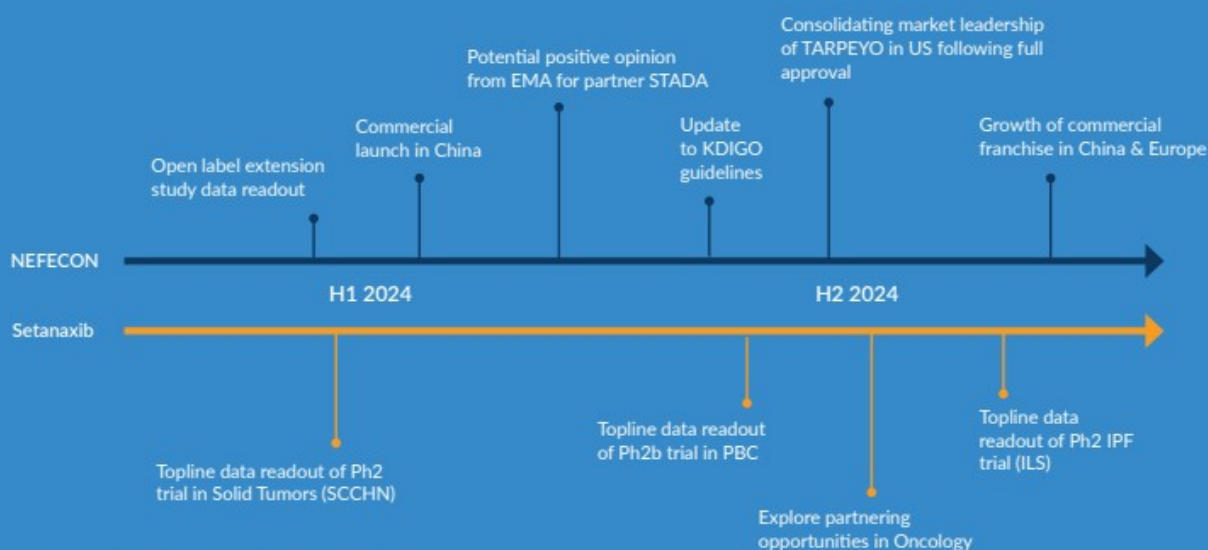 Consolidating market leadership
of TARPEYO in US following full
approval
Potential positive opinion
from EMA for partner STADA
Commercial
launch in China
Update
to KDIGO
guidelines
Growth of commercial
franchise in China & Europe
Open label extension
study data readout
NEFECON
H1 2024
H2 2024
Setanaxib
Topline data readout of Ph2
trial in Solid Tumors (SCCHN)
Topline data readout
of Ph2b trial in PBC
Topline data
readout of Ph2 IPF
trial (ILS)
Explore partnering
opportunities in Oncology